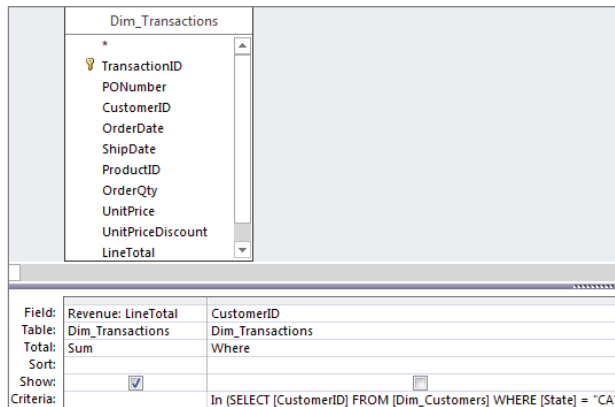 Dim_Transactions
*
TransactionID
PONumber
CustomerID
OrderDate
ShipDate
ProductID
OrderQty
UnitPrice
UnitPriceDiscount
LineTotal
Field: Revenue: LineTotal CustomerID
Table: Dim_Transactions Dim_Transactions
Total: Sum Where
Sort:
Show:
Criteria: In (SELECT [CustomerID] FROM [Dim_Customers] WHERE [State] = "CA